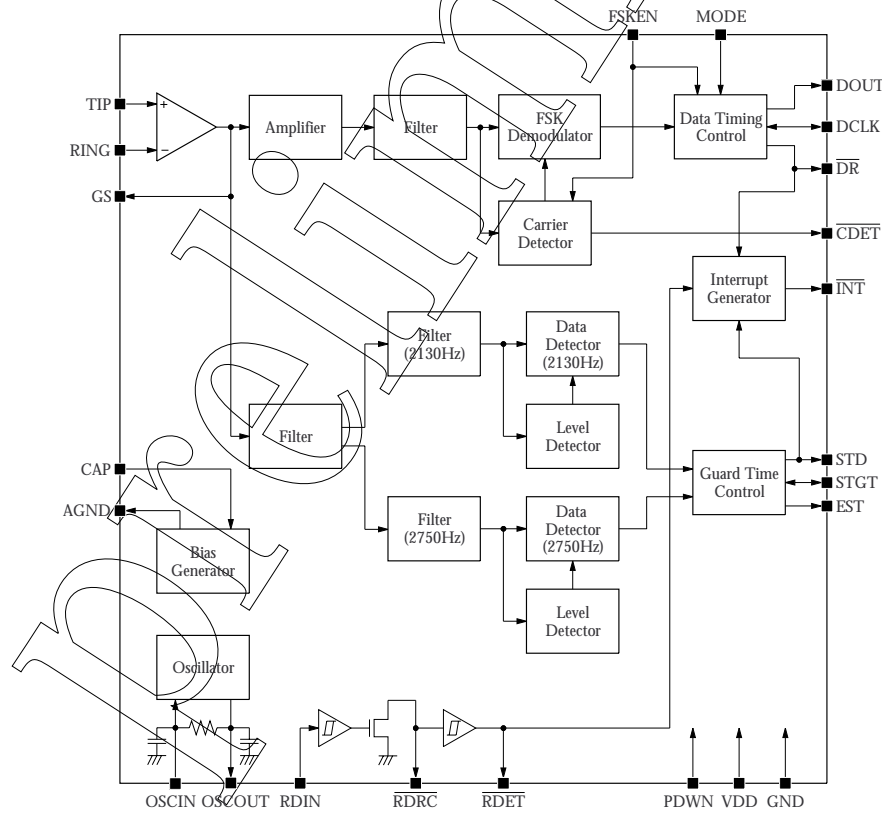 FSKEN MODE
TIP
RING
GS
CAP
AGND
Amplifier
Filter
FSK
Demodulator
Data Timing
Control
DOUT
DCLK
DR
CDET
INT
Carrier
Detector
Interrupt
Generator
Filter
(2130Hz)
Data
Detector
(2130Hz)
Level
Detector
Filter
Guard Time
Control
STD
STGT
EST
Filter
(2750Hz)
Data
Detector
(2750Hz)
Level
Detector
Bias
Generator
Oscillator
OSCIN OSCOUT RDIN RDRC RDET PDWN VDD GND
prelimin